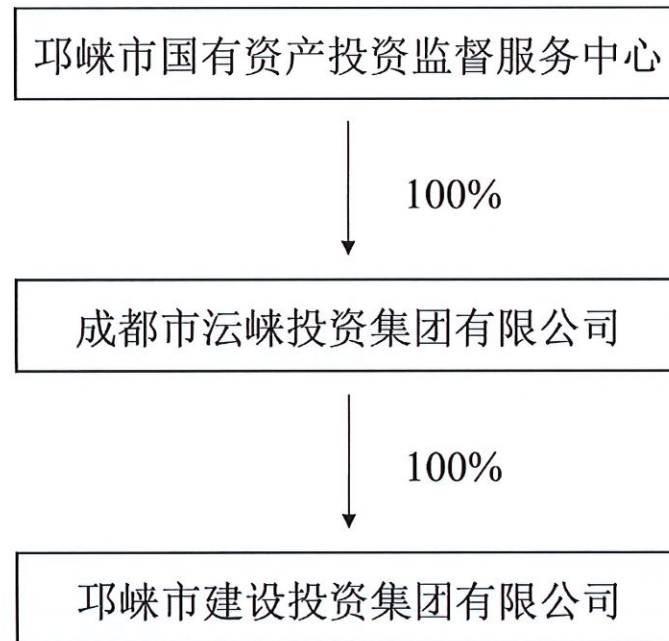 邛崃市国有资产投资监督服务中心
100%
成都市沄崃投资集团有限公司
100%
邛崃市建设投资集团有限公司